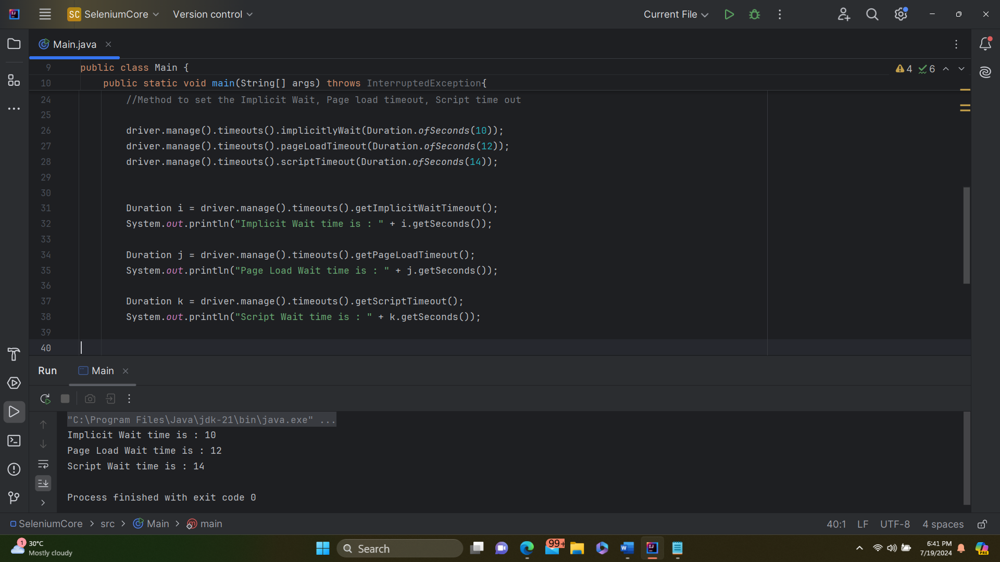 SC SeleniumCore Version control Current File
Main.java
4 6
9 public class Main {
10 public static void main(String[] args) throws InterruptedException{
24 //Method to set the Implicit Wait, Page load timeout, Script time out
25
26 driver.manage().timeouts().implicitlyWait(Duration.ofSeconds(10));
27 driver.manage().timeouts().pageLoadTimeout(Duration.ofSeconds(12));
28 driver.manage().timeouts().scriptTimeout(Duration.ofSeconds(14));
29
30
31 Duration i = driver.manage().timeouts().getImplicitWaitTimeout();
32 System.out.println("Implicit Wait time is : " + i.getSeconds());
33
34 Duration j = driver.manage().timeouts().getPageLoadTimeout();
35 System.out.println("Page Load Wait time is : " + j.getSeconds());
36
37 Duration k = driver.manage().timeouts().getScriptTimeout();
38 System.out.println("Script Wait time is : " + k.getSeconds());
39
40
Run Main
"C:\Program Files\Java\jdk-21\bin\java.exe" ...
Implicit Wait time is : 10
Page Load Wait time is : 12
Script Wait time is : 14
Process finished with exit code 0
SeleniumCore > src > Main > main 40:1 LF UTF-8 4 spaces
1 30°C
Mostly cloudy
Search
99+
6:41 PM
7/19/2024
PRE